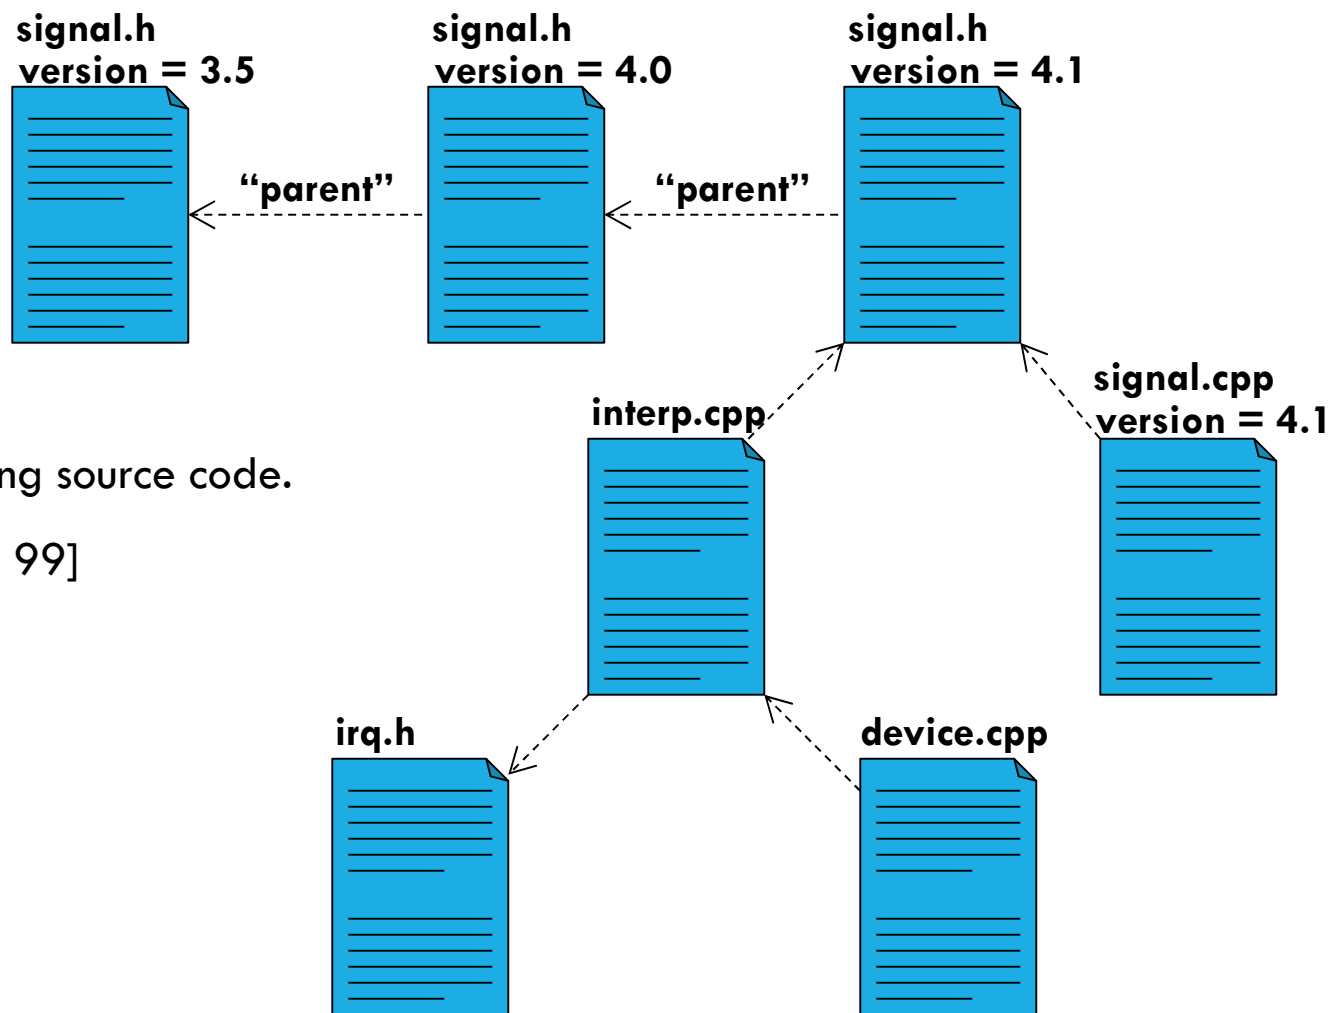 signal.h
version = 3.5
signal.h
version = 4.0
signal.h
version = 4.1
“parent”
“parent”
signal.cpp
version = 4.1
interp.cpp
source code.
99]
irq.h
device.cpp